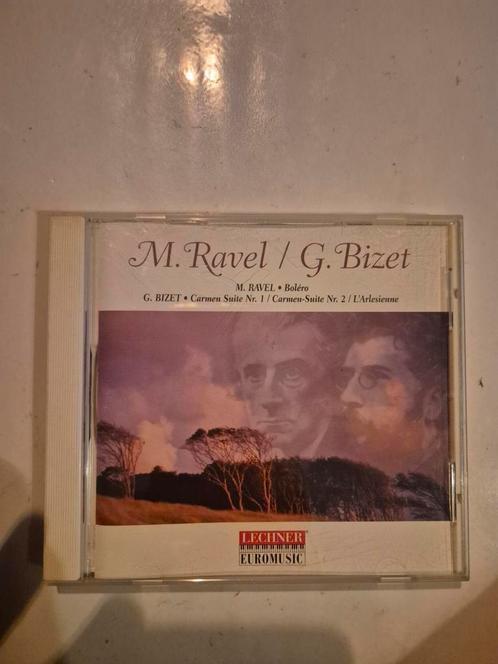 M. Ravel / G. Bizet
M. RAVEL • Boléro
G. BIZET • Carmen Suite Nr. 1 / Carmen-Suite Nr. 2 / L'Arlesienne
LECHNER
EUROMUSIC